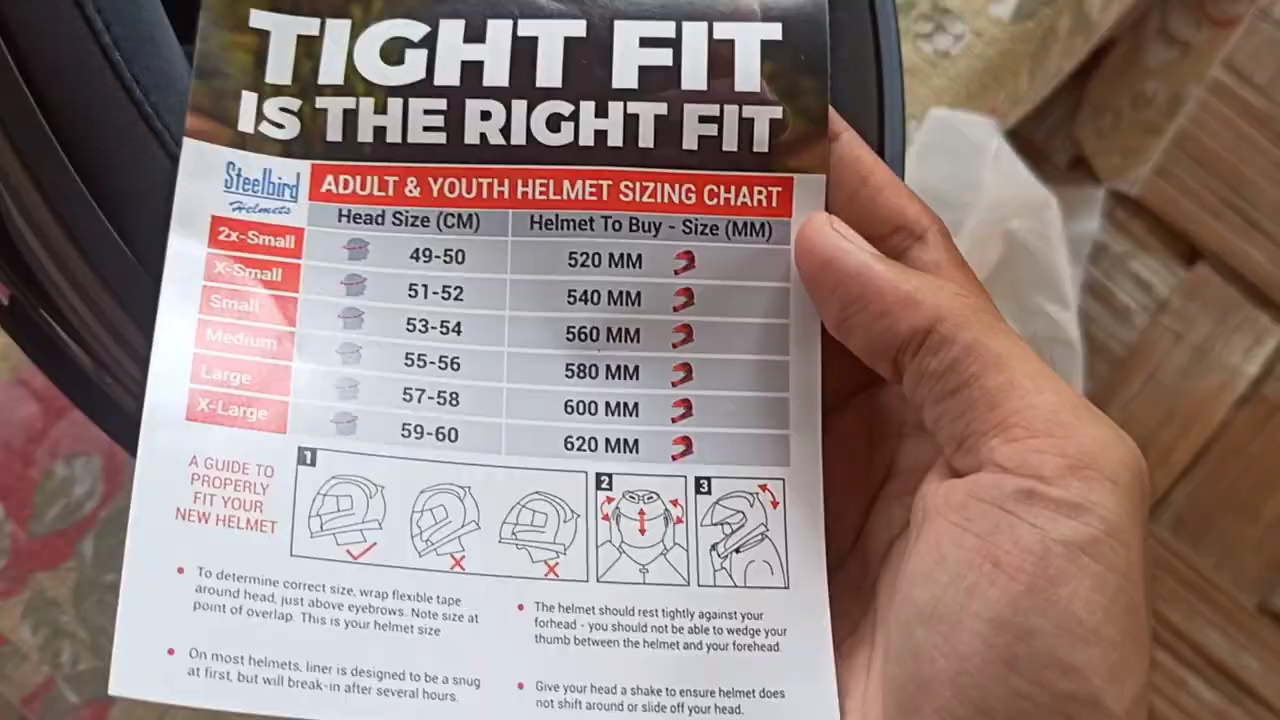 TIGHT FIT
IS THE RIGHT FIT
Steelbird
Helmets
ADULT & YOUTH HELMET SIZING CHART
Head Size (CM) Helmet To Buy - Size (MM)
2x-Small 49-50 520 MM
X-Small 51-52 540 MM
Small 53-54 560 MM
Medium 55-56 580 MM
Large 57-58 600 MM
X-Large 59-60 620 MM
A GUIDE TO
PROPERLY
FIT YOUR
NEW HELMET
1
2
3
• To determine correct size, wrap flexible tape
around head, just above eyebrows. Note size at
point of overlap. This is your helmet size
• On most helmets, liner is designed to be a snug
at first, but will break-in after several hours.
• The helmet should rest tightly against your
forhead - you should not be able to wedge your
thumb between the helmet and your forehead.
• Give your head a shake to ensure helmet does
not shift around or slide off your head.